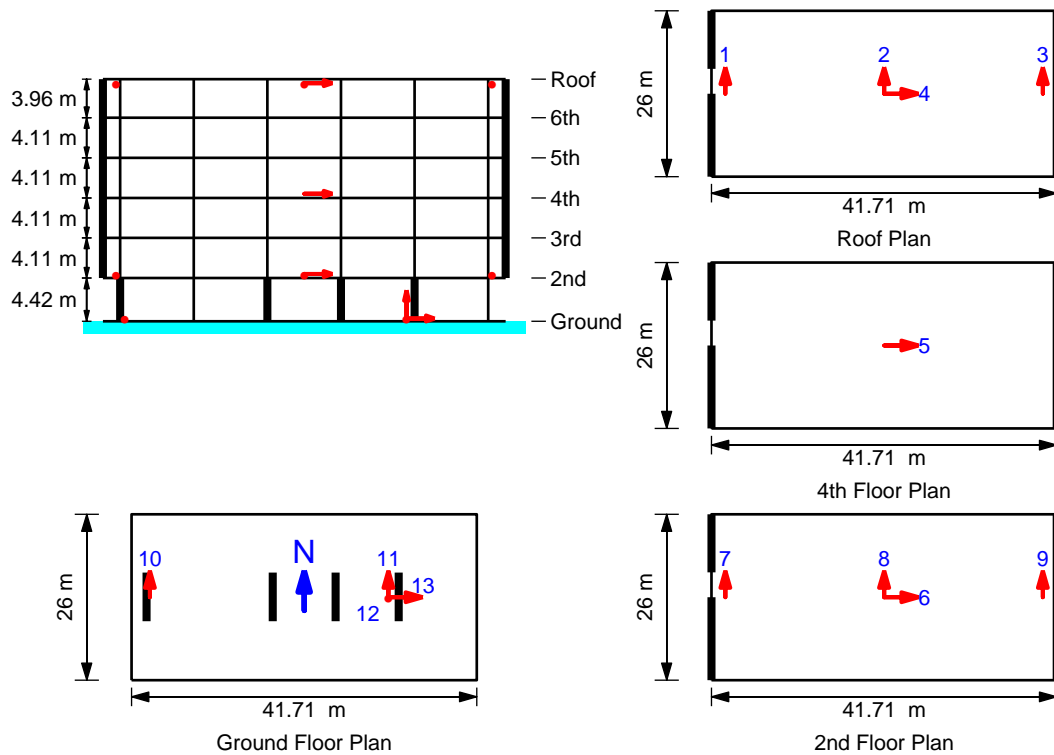 Roof
3.96 m
6th
4.11 m
5th
4.11 m
4th
4.11 m
3rd
4.11 m
2nd
4.42 m
Ground
1 2 3
4
26 m
41.71 m
Roof Plan
5
26 m
41.71 m
4th Floor Plan
10 N 11
13
12
26 m
41.71 m
Ground Floor Plan
7 8 9
6
26 m
41.71 m
2nd Floor Plan